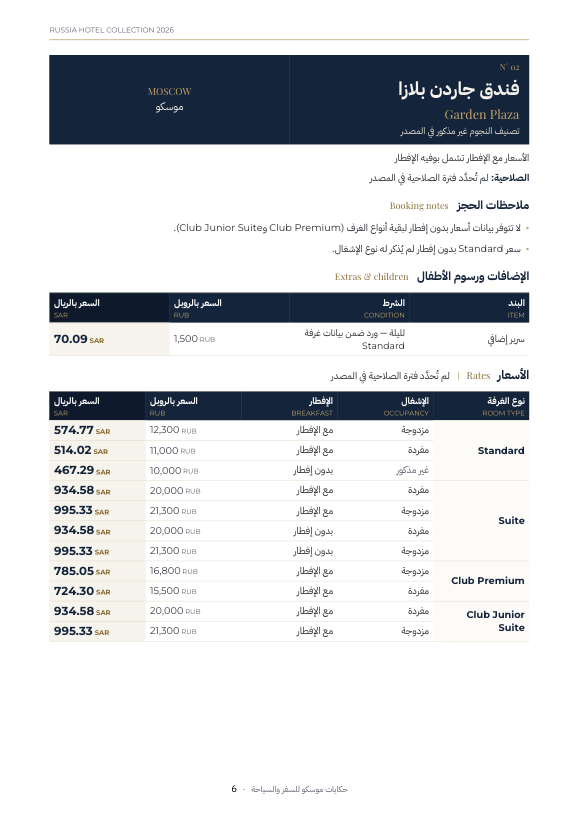 RUSSIA HOTEL COLLECTION 2026
N° 02
فندق جاردن بلازا
Garden Plaza
تصنيف النجوم غير مذكور في المصدر
MOSCOW
موسكو
الأسعار مع الإفطار تشمل بوفيه الإفطار
الصلاحية: لم تُحدَّد فترة الصلاحية في المصدر
ملاحظات الحجز Booking notes
- لا تتوفر بيانات أسعار بدون إفطار لبقية أنواع الغرف (Club Premium وClub Junior Suite).
- سعر Standard بدون إفطار لم يُذكر له نوع الإشغال.
الإضافات ورسوم الأطفال Extras & children
البند الشرط السعر بالروبل السعر بالريال
ITEM CONDITION RUB SAR
سرير إضافي لليلة — ورد ضمن بيانات غرفة Standard 1,500 RUB 70.09 SAR
الأسعار Rates | لم تُحدَّد فترة الصلاحية في المصدر
نوع الغرفة الإشغال الإفطار السعر بالروبل السعر بالريال
ROOM TYPE OCCUPANCY BREAKFAST RUB SAR
Standard مزدوجة مع الإفطار 12,300 RUB 574.77 SAR
مفردة مع الإفطار 11,000 RUB 514.02 SAR
غير مذكور بدون إفطار 10,000 RUB 467.29 SAR
Suite مفردة مع الإفطار 20,000 RUB 934.58 SAR
مزدوجة مع الإفطار 21,300 RUB 995.33 SAR
مفردة بدون إفطار 20,000 RUB 934.58 SAR
مزدوجة بدون إفطار 21,300 RUB 995.33 SAR
Club Premium مزدوجة مع الإفطار 16,800 RUB 785.05 SAR
مفردة مع الإفطار 15,500 RUB 724.30 SAR
Club Junior Suite مفردة مع الإفطار 20,000 RUB 934.58 SAR
مزدوجة مع الإفطار 21,300 RUB 995.33 SAR
حكايات موسكو للسفر والسياحة - 6